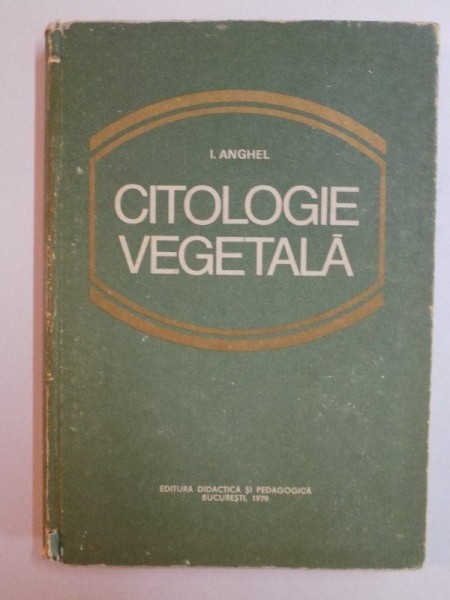 I. ANGHEL
CITOLOGIE
VEGETALĂ
EDITURA DIDACTICĂ ȘI PEDAGOGICĂ
BUCUREȘTI, 1979